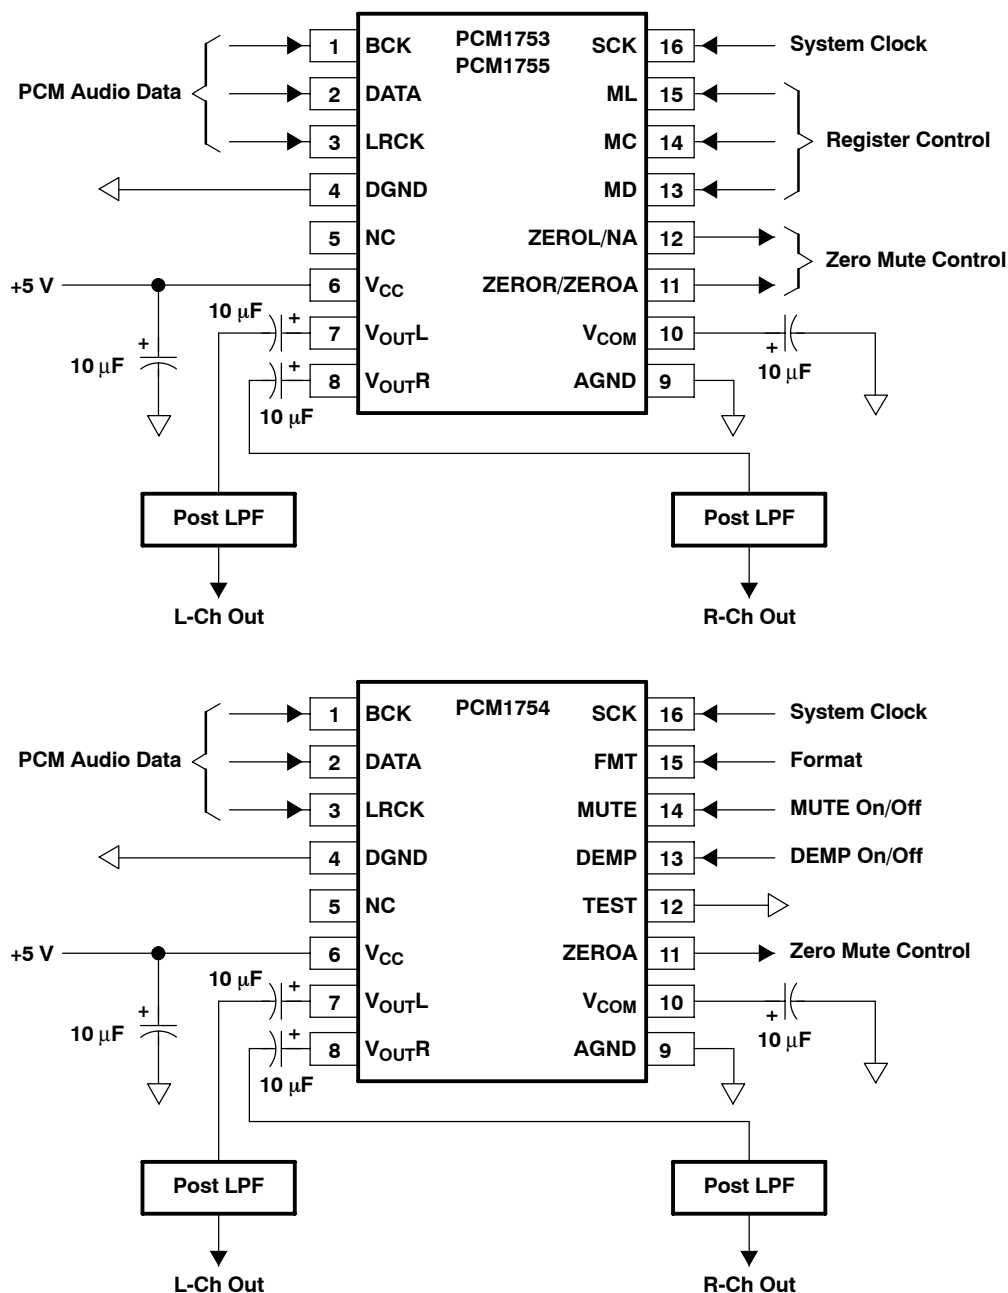 PCM1753
PCM1755
1 BCK SCK 16 System Clock
PCM Audio Data
2 DATA ML 15
3 LRCK MC 14 Register Control
4 DGND MD 13
5 NC ZEROL/NA 12
Zero Mute Control
+5 V 6 VCC ZEROR/ZEROA 11
10 μF + 7 VOUTL VCOM 10
+ 10 μF
+ 8 VOUTR AGND 9
10 μF
+ 10 μF
Post LPF Post LPF
L-Ch Out R-Ch Out
PCM1754
1 BCK SCK 16 System Clock
PCM Audio Data
2 DATA FMT 15 Format
3 LRCK MUTE 14 MUTE On/Off
4 DGND DEMP 13 DEMP On/Off
5 NC TEST 12
+5 V 6 VCC ZEROA 11 Zero Mute Control
10 μF + 7 VOUTL VCOM 10
+ 10 μF
+ 8 VOUTR AGND 9
10 μF
+ 10 μF
Post LPF Post LPF
L-Ch Out R-Ch Out